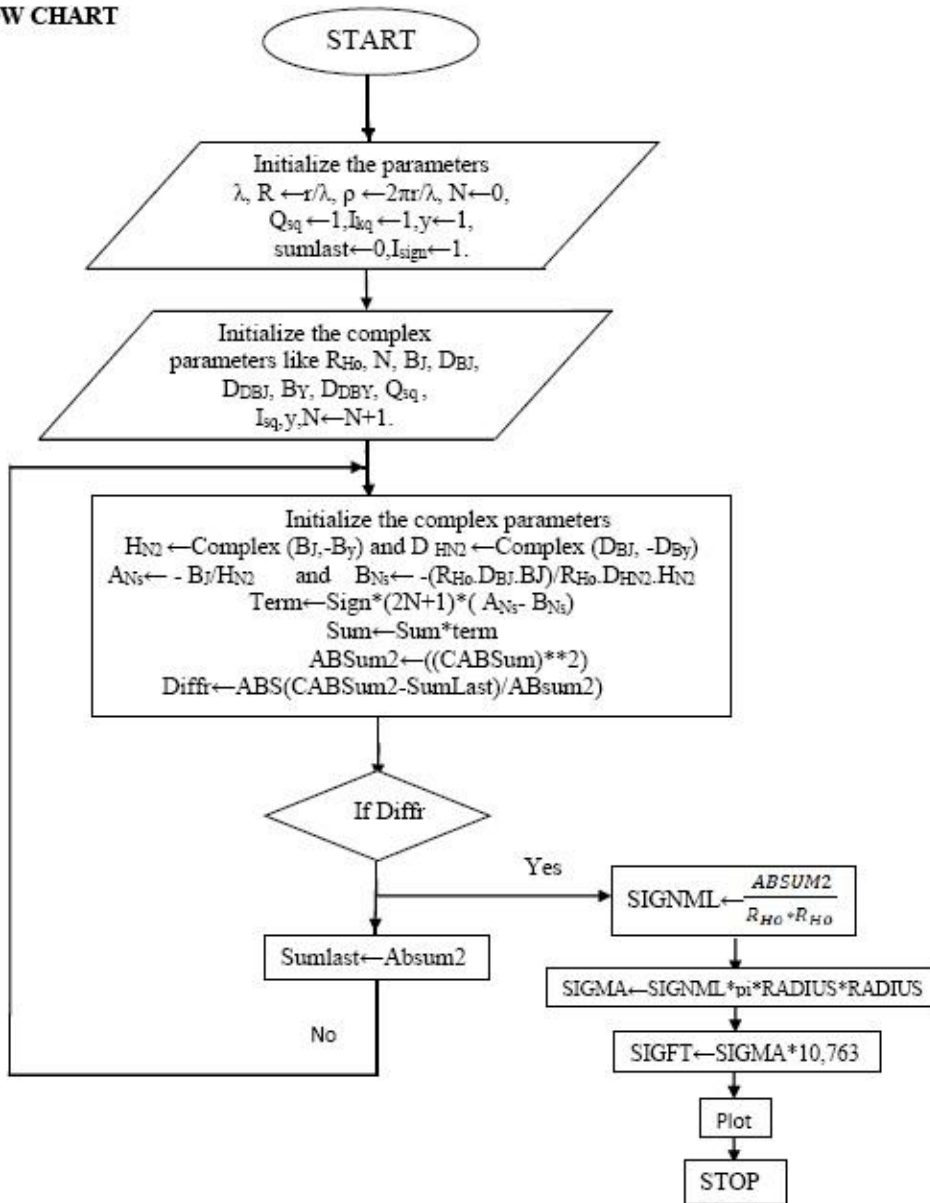 W CHART
START
Initialize the parameters
λ, R ←r/λ, ρ ←2πr/λ, N←0,
Qsq ←1,Ikq ←1,y←1,
sumlast←0,Isign←1.
Initialize the complex
parameters like RHo, N, BJ, DBJ,
DDBJ, BY, DDBY, Qsq ,
Isq,y,N←N+1.
Initialize the complex parameters
HN2 ←Complex (BJ,-By) and D HN2 ←Complex (DBJ, -DBy)
ANs← - BJ/HN2 and BNs← -(RHo.DBJ.BJ)/RHo.DHN2.HN2
Term←Sign*(2N+1)*( ANs- BNs)
Sum←Sum*term
ABSum2←((CABSum)**2)
Diffr←ABS(CABSum2-SumLast)/ABsum2)
If Diffr
Yes
SIGNML← ABSUM2
RHO * RHO
Sumlast←Absum2
SIGMA←SIGNML*pi*RADIUS*RADIUS
No
SIGFT←SIGMA*10,763
Plot
STOP